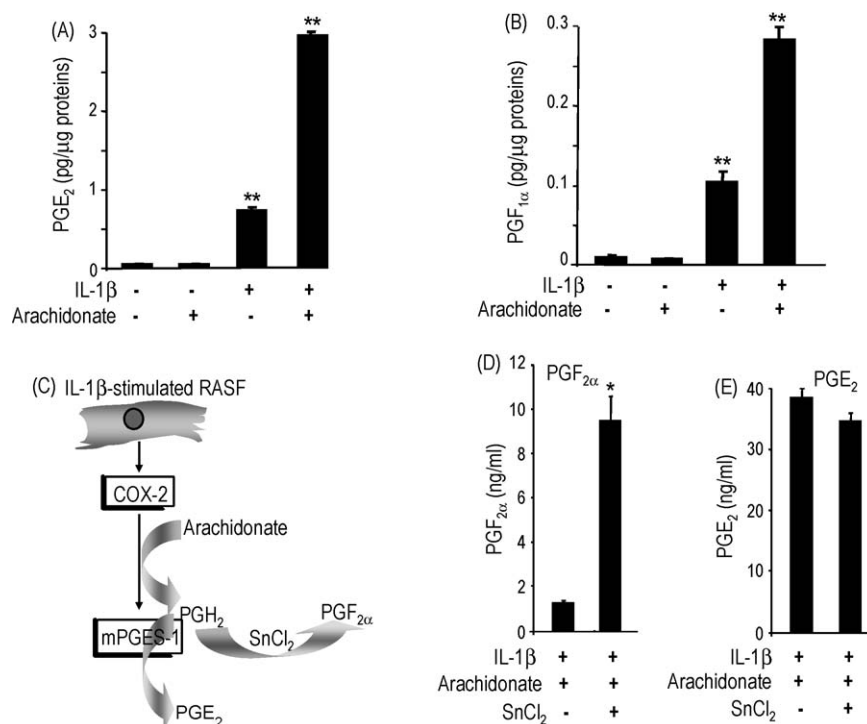 (A)
3
**
2
1
**
0
PGE₂ (pg/µg proteins)
IL-1β - - + +
Arachidonate - + - +
(B)
0.3
**
0.2
**
0.1
0.
PGF₁α (pg/µg proteins)
IL-1β - - + +
Arachidonate - + - +
(C) IL-1β-stimulated RASF
COX-2
Arachidonate
PGH₂
mPGES-1
SnCl₂
PGF₂α
PGE₂
(D)
PGF₂α
12
10
8
6
4
2
0
*
PGF₂α (ng/ml)
IL-1β + +
Arachidonate + +
SnCl₂ - +
(E)
PGE₂
40
30
20
10
0
PGE₂ (ng/ml)
IL-1β + +
Arachidonate + +
SnCl₂ - +